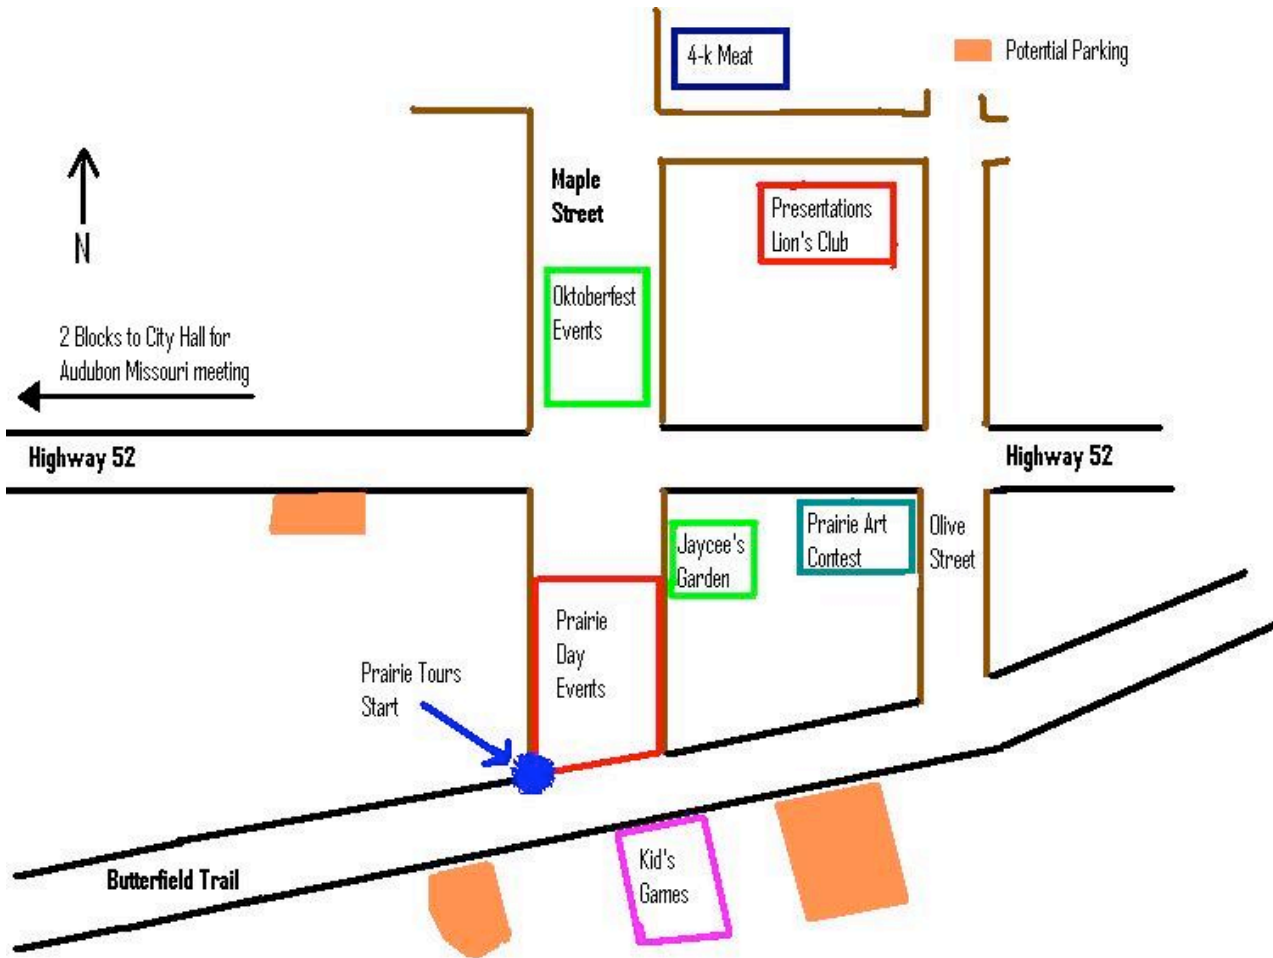 4-k Meat
Potential Parking
N
Maple
Street
Presentations
Lion's Club
Oktoberfest
Events
2 Blocks to City Hall for
Audubon Missouri meeting
Highway 52
Highway 52
Jaycee's
Garden
Prairie Art
Contest
Olive
Street
Prairie
Day
Events
Prairie Tours
Start
Kid's
Games
Butterfield Trail